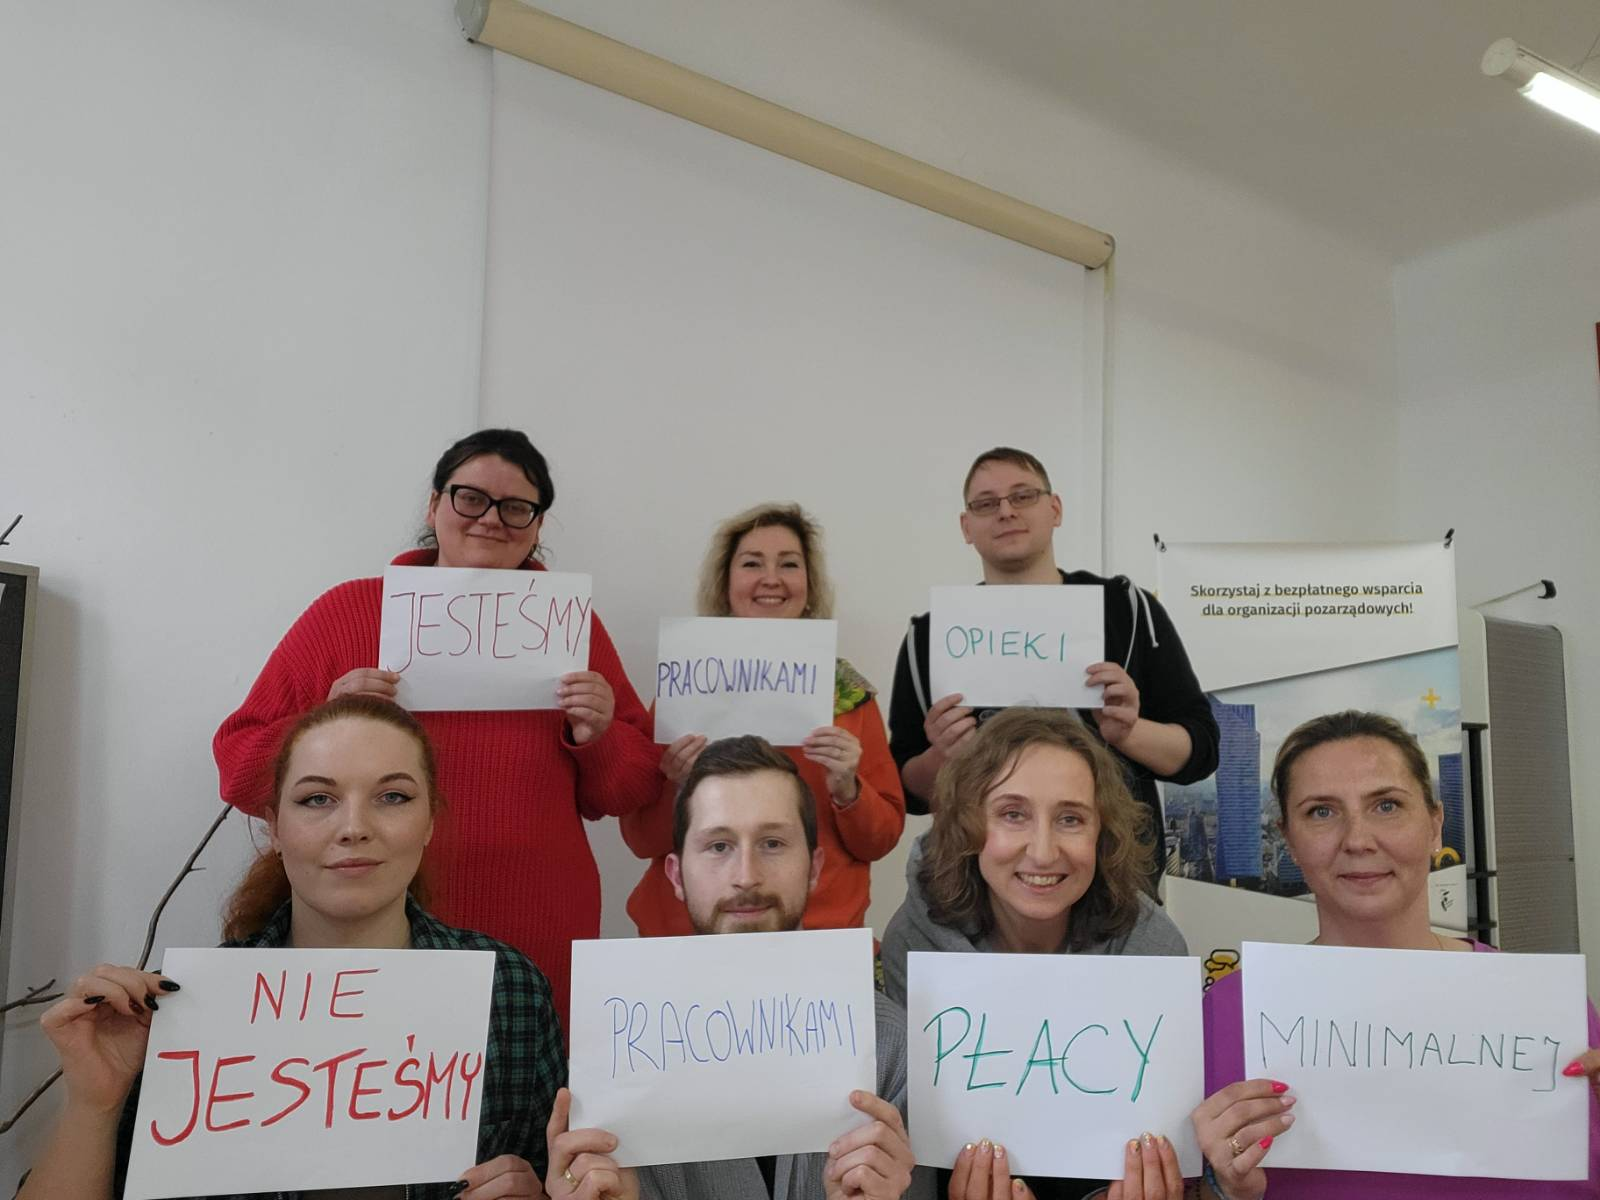 JESTEŚMY
PRACOWNIKAMI
OPIEKI
Skorzystaj z bezpłatnego wsparcia
dla organizacji pozarządowych!
NIE
JESTEŚMY
PRACOWNIKAMI
PŁACY
MINIMALNEJ